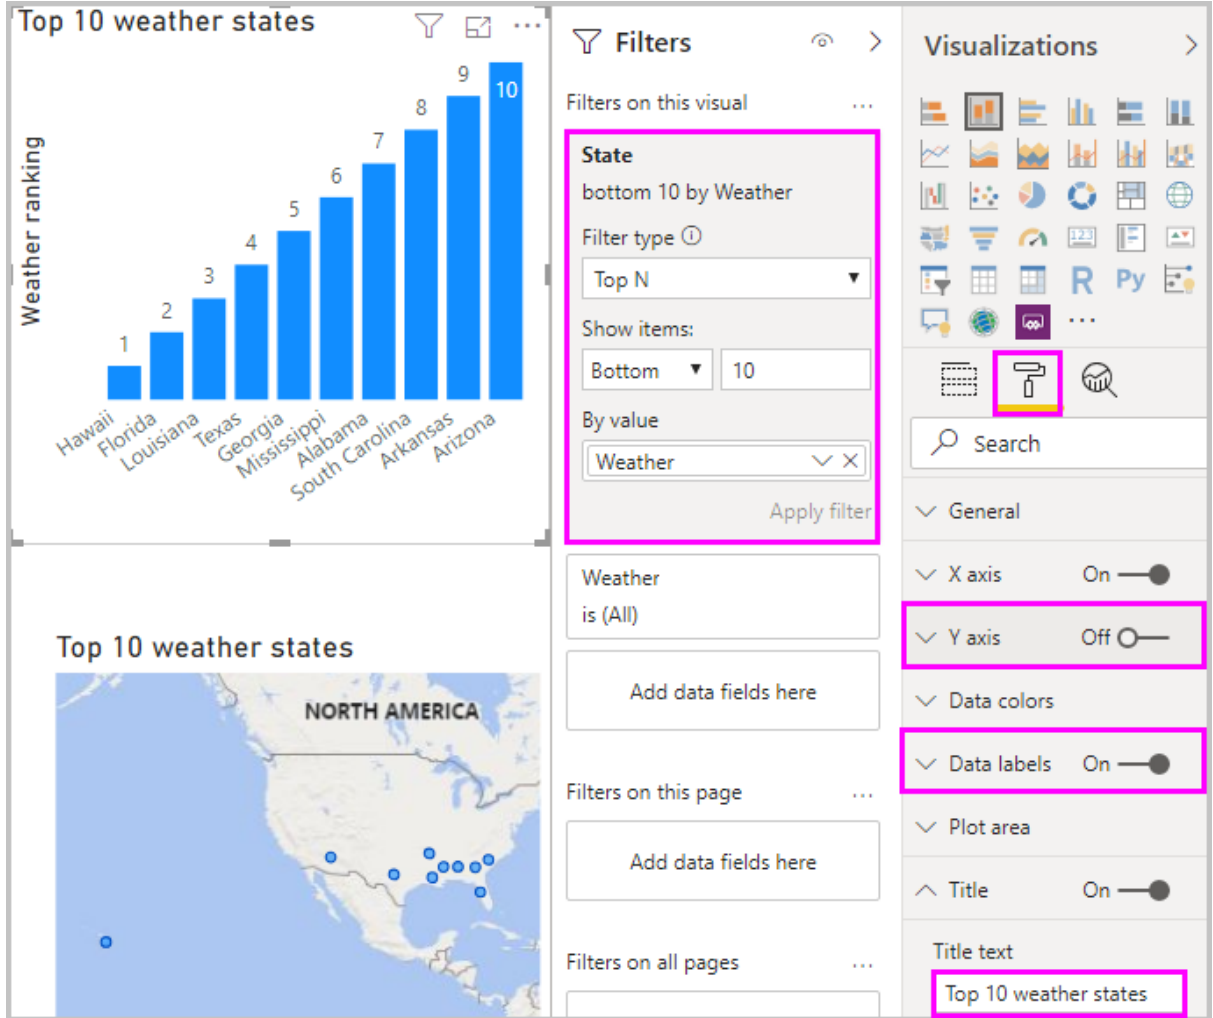 Top 10 weather states
Weather ranking
1
2
3
4
5
6
7
8
9
10
Hawaii
Florida
Louisiana
Texas
Georgia
Mississippi
Alabama
South Carolina
Arkansas
Arizona
Top 10 weather states
NORTH AMERICA
Filters
Filters on this visual
State
bottom 10 by Weather
Filter type
Top N
Show items:
Bottom
10
By value
Weather
Apply filter
Weather
is (All)
Add data fields here
Filters on this page
Add data fields here
Filters on all pages
Visualizations
123
R
Py
Search
General
X axis On
Y axis Off
Data colors
Data labels On
Plot area
Title On
Title text
Top 10 weather states